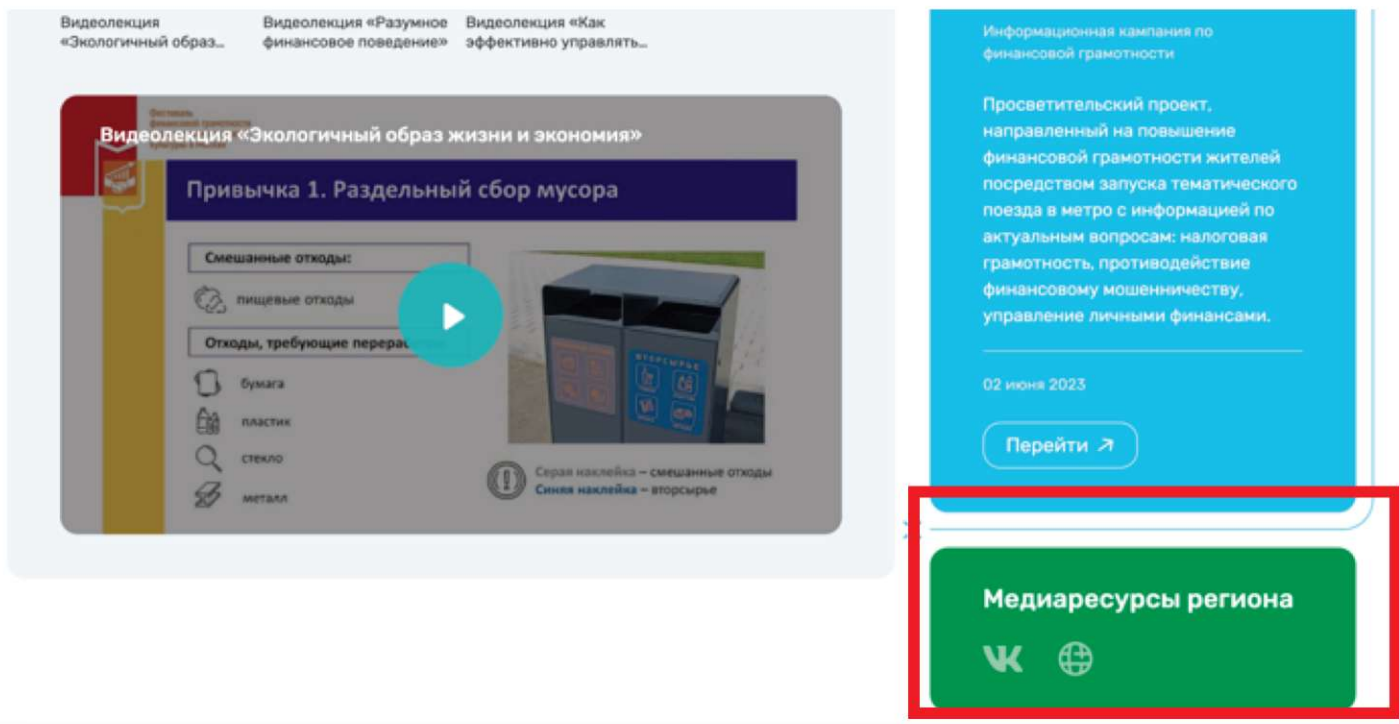 Видеолекция
«Экологичный образ...
Видеолекция «Разумное
финансовое поведение»
Видеолекция «Как
эффективно управлять...
Видеолекция «Экологичный образ жизни и экономия»
Привычка 1. Раздельный сбор мусора
Смешанные отходы:
пищевые отходы
Отходы, требующие
бумага
пластик
стекло
металл
ВТОРСЫРЬЕ
Серая наклейка – смешанные отходы
Синяя наклейка – вторсырье
Информационная кампания по
финансовой грамотности
Просветительский проект,
направленный на повышение
финансовой грамотности жителей
посредством запуска тематического
поезда в метро с информацией по
актуальным вопросам: налоговая
грамотность, противодействие
финансовому мошенничеству,
управление личными финансами.
02 июня 2023
Перейти
Медиаресурсы региона